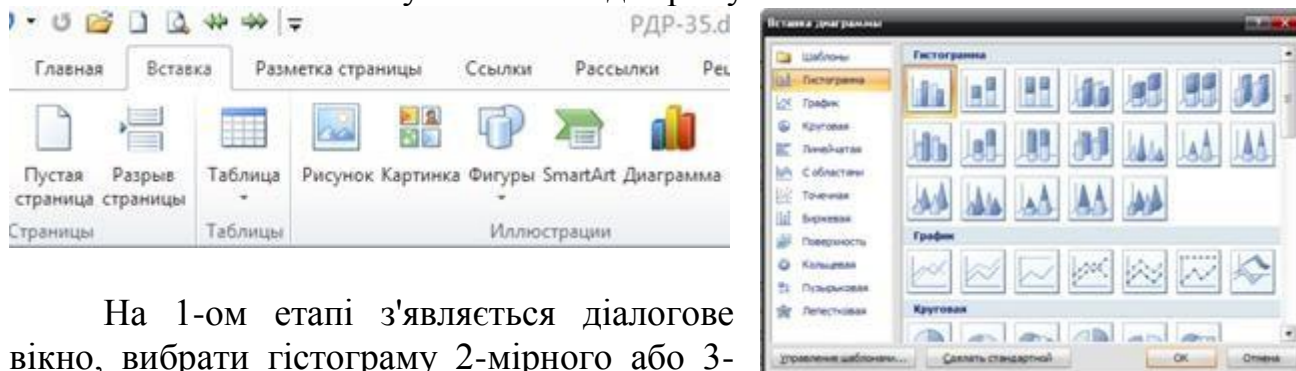 РДР-35.d
Главная Вставка Разметка страницы Ссылки Рассылки Рец
Пустая страница
Разрыв страницы
Таблица
Рисунок Картинка Фигуры SmartArt Диаграмма
Страницы Таблицы Иллюстрации
Вставка диаграммы
Шаблоны
Гистограмма
График
Круговая
Линейчатая
С областями
Точечная
Биржевая
Поверхность
Кольцевая
Пузырьковая
Лепестковая
Гистограмма
График
Круговая
Управление шаблонами... Сделать стандартной ОК Отмена
На 1-ом етапі з'являється діалогове
вікно, вибрати гістограму 2-мірного або 3-